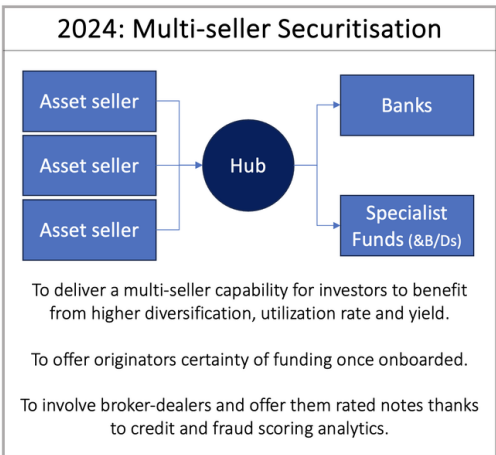 2024: Multi-seller Securitisation
Asset seller
Asset seller
Asset seller
Hub
Banks
Specialist
Funds (&B/Ds)
To deliver a multi-seller capability for investors to benefit
from higher diversification, utilization rate and yield.
To offer originators certainty of funding once onboarded.
To involve broker-dealers and offer them rated notes thanks
to credit and fraud scoring analytics.